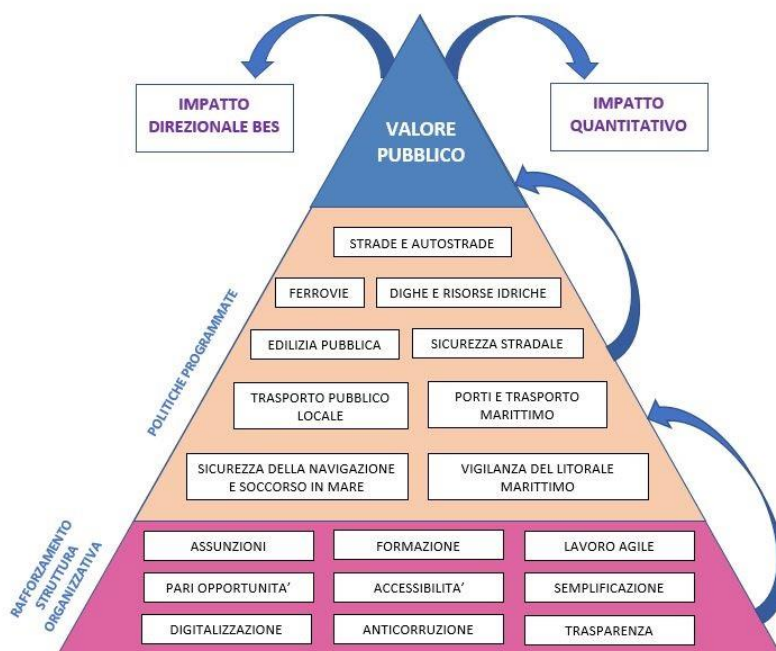 IMPATTO
DIREZIONALE BES
IMPATTO
QUANTITATIVO
VALORE
PUBBLICO
STRADE E AUTOSTRADE
FERROVIE
DIGHE E RISORSE IDRICHE
EDILIZIA PUBBLICA
SICUREZZA STRADALE
TRASPORTO PUBBLICO
LOCALE
PORTI E TRASPORTO
MARITTIMO
SICUREZZA DELLA NAVIGAZIONE
E SOCCORSO IN MARE
VIGILANZA DEL LITORALE
MARITTIMO
POLITICHE PROGRAMMATE
ASSUNZIONI
FORMAZIONE
LAVORO AGILE
PARI OPPORTUNITA’
ACCESSIBILITA’
SEMPLIFICAZIONE
DIGITALIZZAZIONE
ANTICORRUZIONE
TRASPARENZA
RAFFORZAMENTO
STRUTTURA
ORGANIZZATIVA